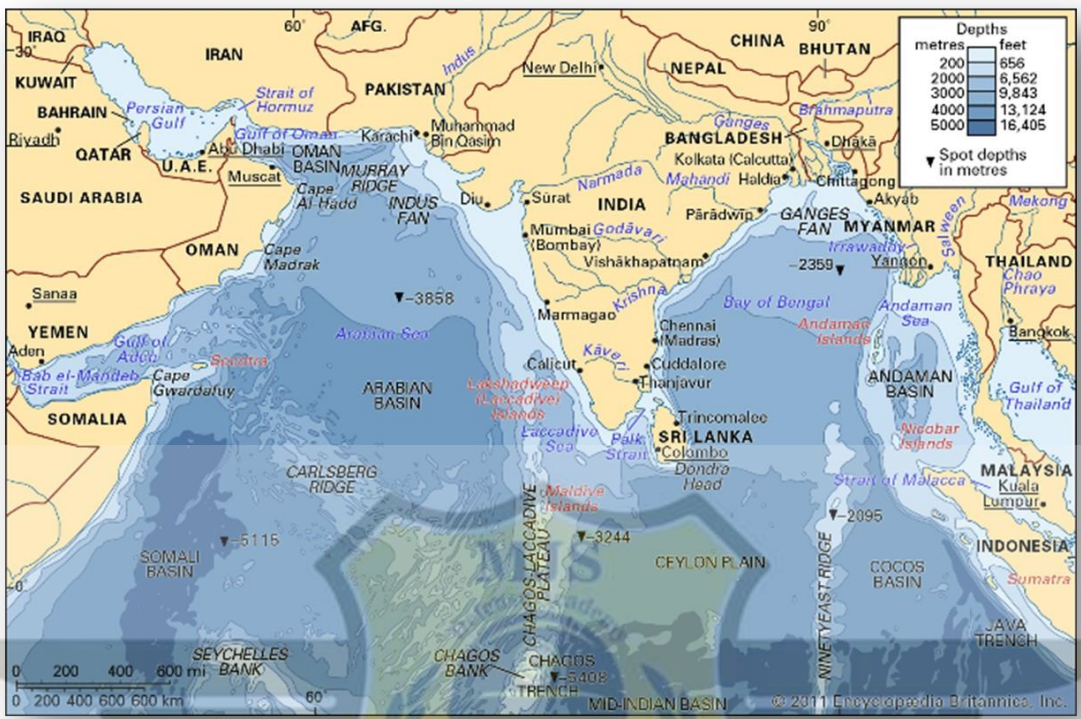 60°
90°
Depths
metres feet
200 656
2000 6,562
3000 9,843
4000 13,124
5000 16,405
Spot depths
in metres
IRAQ
30°
KUWAIT
IRAN
AFG.
PAKISTAN
Indus
New Delhi
CHINA
BHUTAN
NEPAL
BAHRAIN
Persian
Gulf
Strait of
Hormuz
Riyadh
QATAR
Abu Dhabi
U.A.E.
Gulf of Oman
Muscat
OMAN
BASIN
Karachi
Muhammad
Bin Qasim
MURRAY
RIDGE
INDUS
FAN
Ganges
Brahmaputra
BANGLADESH
Dhākā
Kolkata (Calcutta)
Haldia
Chittagong
Akyab
SAUDI ARABIA
OMAN
Cape
Al-Hadd
Cape
Madrak
Diu
Sūrat
Narmada
Mahandi
INDIA
Pārādwīp
Mumbai
(Bombay)
Godāvari
Vishākhapatnam
Krishna
GANGES
FAN
MYANMAR
Irrawaddy
Yangon
Salween
Mekong
THAILAND
Chao
Phraya
Bangkok
Sanaa
YEMEN
Aden
Gulf of
Aden
Bab el-Mandeb
Strait
Socotra
Cape
Gwardafuy
SOMALIA
-3858
Arabian Sea
ARABIAN
BASIN
Marmagao
Calicut
Kāveri
Chennai
(Madras)
Cuddalore
Thanjavur
-2359
Bay of Bengal
Andaman
Islands
Andaman
Sea
ANDAMAN
BASIN
Gulf of
Thailand
Lakshadweep
(Laccadive)
Islands
Laccadive
Sea
Palk
Strait
Trincomalee
SRI LANKA
Colombo
Dondra
Head
Nicobar
Islands
Strait of Malacca
MALAYSIA
Kuala
Lumpur
CARLSBERG
RIDGE
Maldive
Islands
-5115
SOMALI
BASIN
-3244
CHAGOS-LACCADIVE
PLATEAU
CEYLON PLAIN
-2095
NINETYEAST RIDGE
COCOS
BASIN
INDONESIA
Sumatra
JAVA
TRENCH
0
SEYCHELLES
BANK
CHAGOS
BANK
CHAGOS
-5408
TRENCH
MID-INDIAN BASIN
0 200 400 600 mi
0 200 400 600 km
60°
© 2011 Encyclopædia Britannica, Inc.